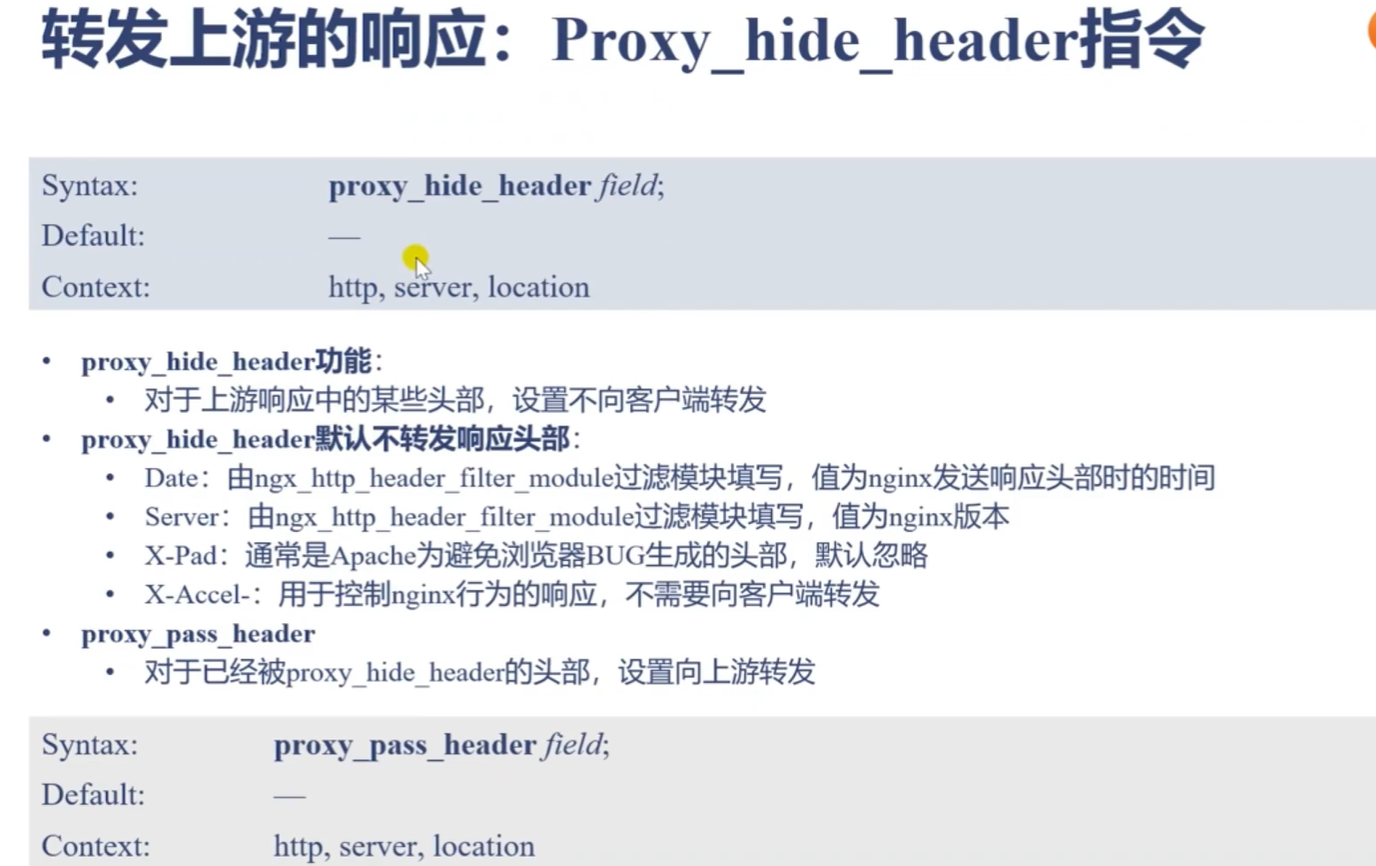 转发上游的响应：Proxy_hide_header指令
Syntax: proxy_hide_header field;
Default: —
Context: http, server, location
• proxy_hide_header功能：
• 对于上游响应中的某些头部，设置不向客户端转发
• proxy_hide_header默认不转发响应头部：
• Date：由ngx_http_header_filter_module过滤模块填写，值为nginx发送响应头部时的时间
• Server：由ngx_http_header_filter_module过滤模块填写，值为nginx版本
• X-Pad：通常是Apache为避免浏览器BUG生成的头部，默认忽略
• X-Accel-：用于控制nginx行为的响应，不需要向客户端转发
• proxy_pass_header
• 对于已经被proxy_hide_header的头部，设置向上游转发
Syntax: proxy_pass_header field;
Default: —
Context: http, server, location